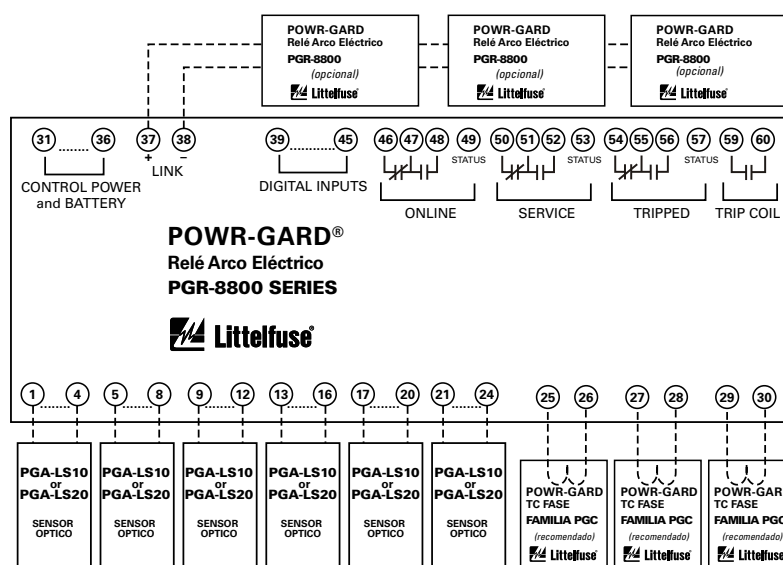 POWR-GARD
Relé Arco Eléctrico
PGR-8800
(opcional)
Littelfuse
POWR-GARD
Relé Arco Eléctrico
PGR-8800
(opcional)
Littelfuse
POWR-GARD
Relé Arco Eléctrico
PGR-8800
(opcional)
Littelfuse
31 ....... 36 37 38 39 ............ 45 46 47 48 49 50 51 52 53 54 55 56 57 59 60
+ –
LINK
CONTROL POWER
and BATTERY
DIGITAL INPUTS
STATUS
ONLINE
STATUS
SERVICE
STATUS
TRIPPED
TRIP COIL
POWR-GARD®
Relé Arco Eléctrico
PGR-8800 SERIES
Littelfuse®
1 ....... 4 5 ....... 8 9 ....... 12 13 ....... 16 17 ....... 20 21 ....... 24 25 26 27 28 29 30
PGA-LS10
or
PGA-LS20
SENSOR
OPTICO
PGA-LS10
or
PGA-LS20
SENSOR
OPTICO
PGA-LS10
or
PGA-LS20
SENSOR
OPTICO
PGA-LS10
or
PGA-LS20
SENSOR
OPTICO
PGA-LS10
or
PGA-LS20
SENSOR
OPTICO
PGA-LS10
or
PGA-LS20
SENSOR
OPTICO
POWR-GARD
TC FASE
FAMILIA PGC
(recomendado)
Littelfuse
POWR-GARD
TC FASE
FAMILIA PGC
(recomendado)
Littelfuse
POWR-GAR
TC FASE
FAMILIA PGC
(recomendado)
Littelfuse